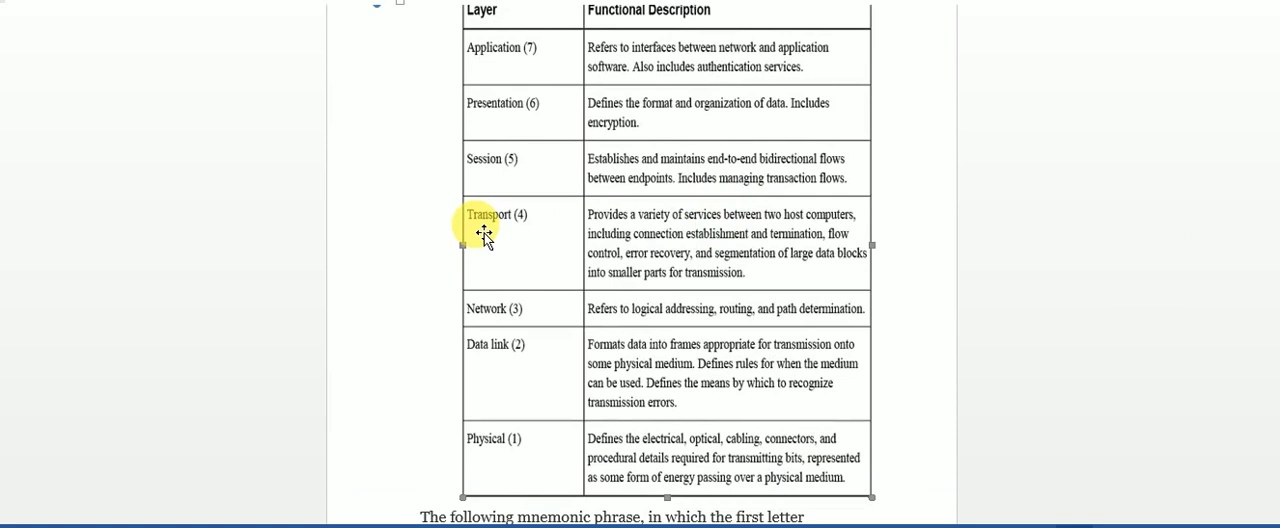 Layer Functional Description
Application (7) Refers to interfaces between network and application
software. Also includes authentication services.
Presentation (6) Defines the format and organization of data. Includes
encryption.
Session (5) Establishes and maintains end-to-end bidirectional flows
between endpoints. Includes managing transaction flows.
Transport (4) Provides a variety of services between two host computers,
including connection establishment and termination, flow
control, error recovery, and segmentation of large data blocks
into smaller parts for transmission.
Network (3) Refers to logical addressing, routing, and path determination.
Data link (2) Formats data into frames appropriate for transmission onto
some physical medium. Defines rules for when the medium
can be used. Defines the means by which to recognize
transmission errors.
Physical (1) Defines the electrical, optical, cabling, connectors, and
procedural details required for transmitting bits, represented
as some form of energy passing over a physical medium.
The following mnemonic phrase, in which the first letter